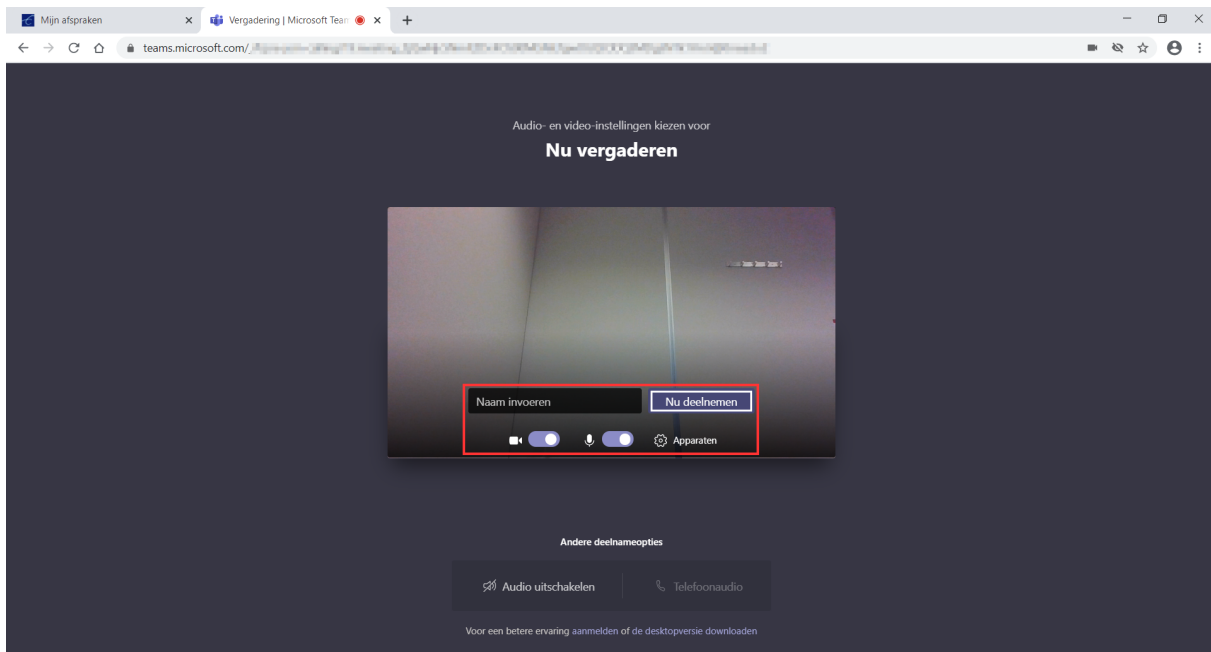 Mijn afspraken
Vergadering | Microsoft Team
teams.microsoft.com/
Audio- en video-instellingen kiezen voor
Nu vergaderen
Naam invoeren
Nu deelnemen
Apparaten
Andere deelnameopties
Audio uitschakelen
Telefoonaudio
Voor een betere ervaring aanmelden of de desktopversie downloaden